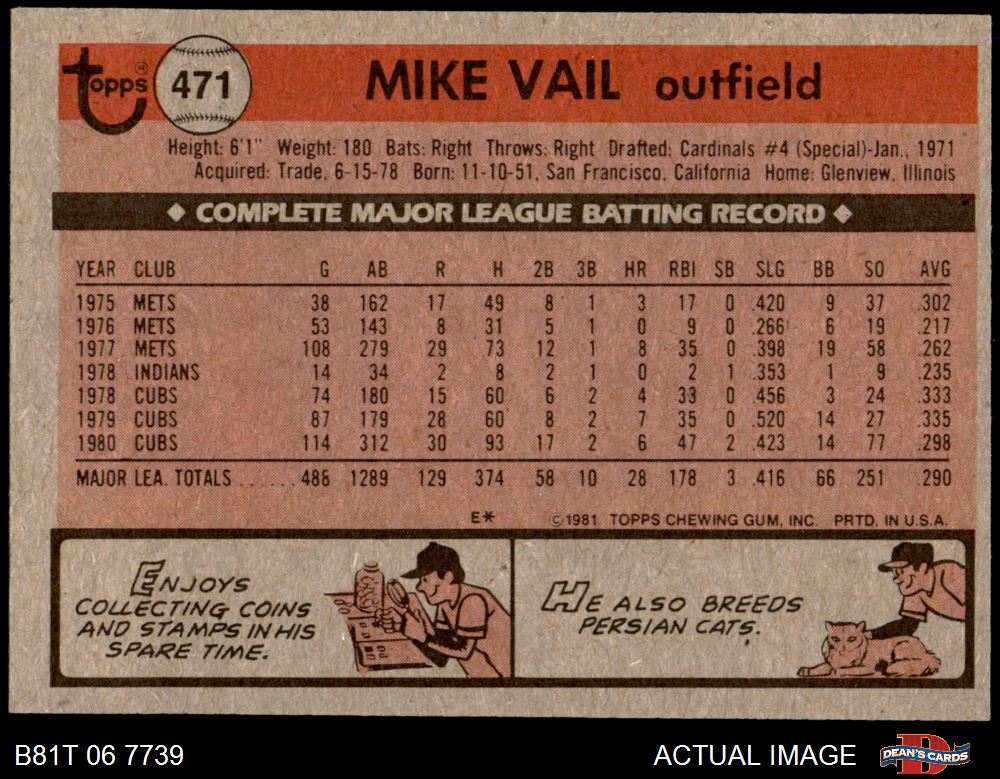 Topps 471 MIKE VAIL outfield
Height: 6'1" Weight: 180 Bats: Right Throws: Right Drafted: Cardinals #4 (Special)-Jan., 1971
Acquired: Trade, 6-15-78 Born: 11-10-51, San Francisco, California Home: Glenview, Illinois
◆ COMPLETE MAJOR LEAGUE BATTING RECORD ◆
YEAR CLUB G AB R H 2B 3B HR RBI SB SLG BB SO AVG
1975 METS 38 162 17 49 8 1 3 17 0 .420 9 37 .302
1976 METS 53 143 8 31 5 1 0 9 0 .266 6 19 .217
1977 METS 108 279 29 73 12 1 8 35 0 .398 19 58 .262
1978 INDIANS 14 34 2 8 2 1 0 2 1 .353 1 9 .235
1978 CUBS 74 180 15 60 6 2 4 33 0 .456 3 24 .333
1979 CUBS 87 179 28 60 8 2 7 35 0 .520 14 27 .335
1980 CUBS 114 312 30 93 17 2 6 47 2 .423 14 77 .298
MAJOR LEA. TOTALS ...... 488 1289 129 374 58 10 28 178 3 .416 66 251 .290
E* ©1981 TOPPS CHEWING GUM, INC. PRTD. IN U.S.A.
ENJOYS
COLLECTING COINS
AND STAMPS IN HIS
SPARE TIME.
HE ALSO BREEDS
PERSIAN CATS.
B81T 06 7739 ACTUAL IMAGE DEAN'S CARDS